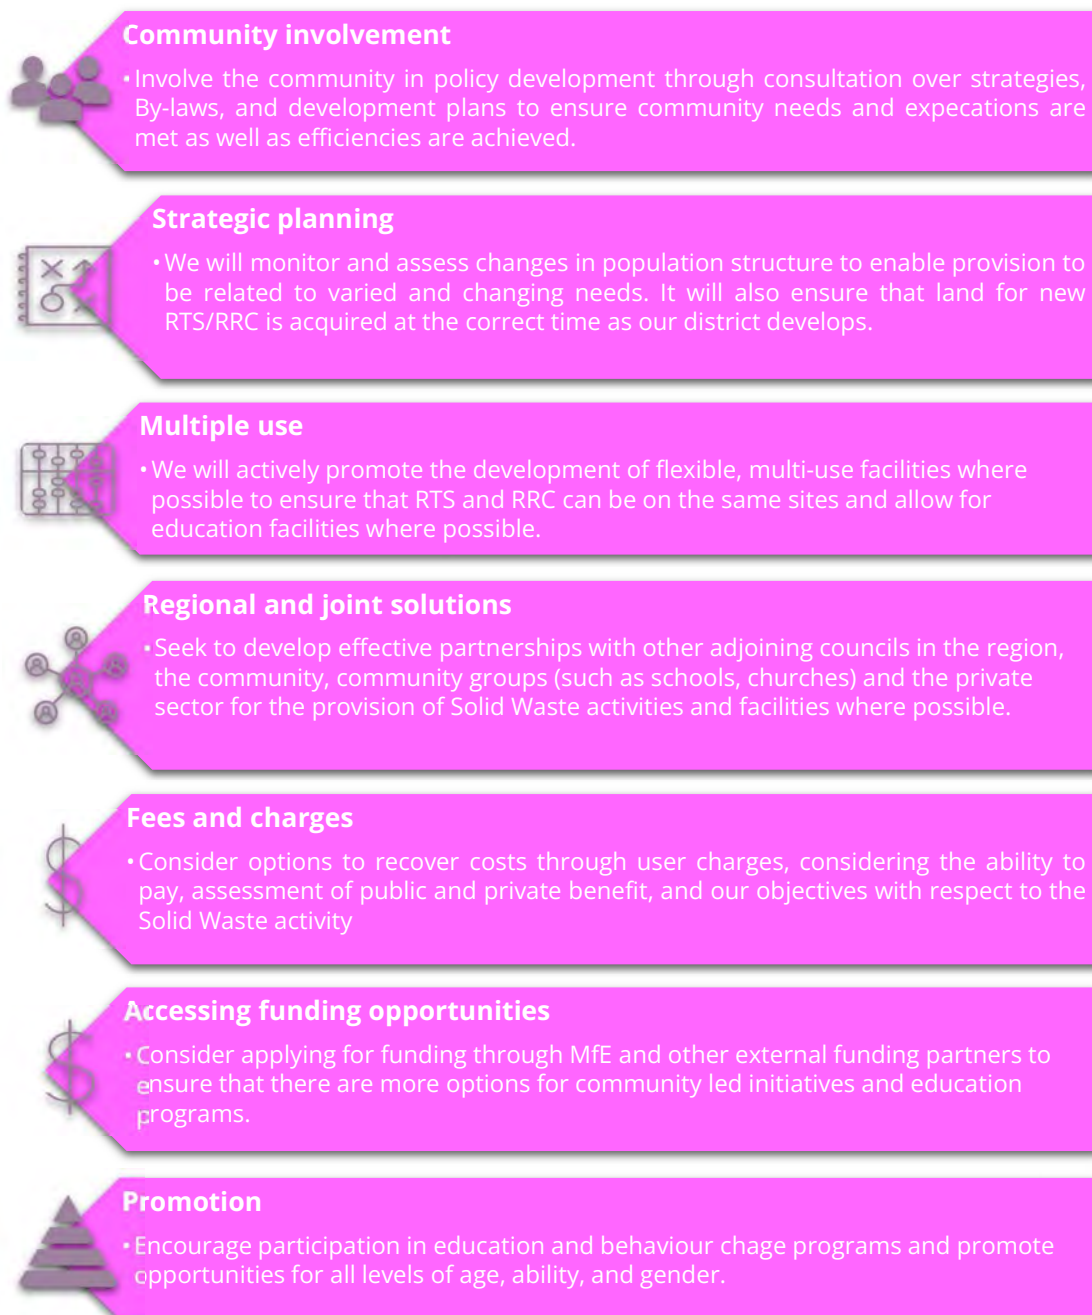 Community involvement
• Involve the community in policy development through consultation over strategies,
By-laws, and development plans to ensure community needs and expecations are
met as well as efficiencies are achieved.
Strategic planning
• We will monitor and assess changes in population structure to enable provision to
be related to varied and changing needs. It will also ensure that land for new
RTS/RRC is acquired at the correct time as our district develops.
Multiple use
• We will actively promote the development of flexible, multi-use facilities where
possible to ensure that RTS and RRC can be on the same sites and allow for
education facilities where possible.
Regional and joint solutions
• Seek to develop effective partnerships with other adjoining councils in the region,
the community, community groups (such as schools, churches) and the private
sector for the provision of Solid Waste activities and facilities where possible.
Fees and charges
• Consider options to recover costs through user charges, considering the ability to
pay, assessment of public and private benefit, and our objectives with respect to the
Solid Waste activity
Accessing funding opportunities
• Consider applying for funding through MfE and other external funding partners to
ensure that there are more options for community led initiatives and education
programs.
Promotion
• Encourage participation in education and behaviour chage programs and promote
opportunities for all levels of age, ability, and gender.